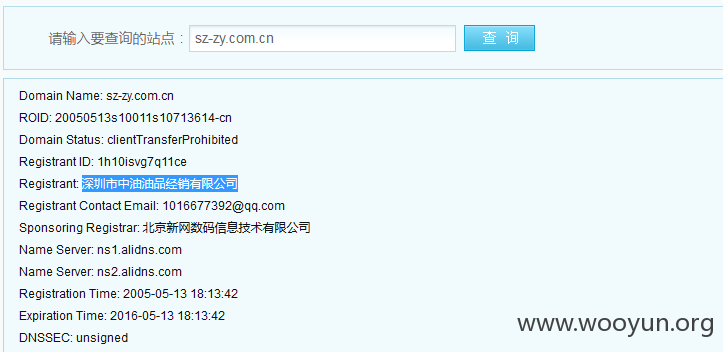 请输入要查询的站点：sz-zy.com.cn 查 询
Domain Name: sz-zy.com.cn
ROID: 20050513s10011s10713614-cn
Domain Status: clientTransferProhibited
Registrant ID: 1h10isvg7q11ce
Registrant: 深圳市中油油品经销有限公司
Registrant Contact Email: 1016677392@qq.com
Sponsoring Registrar: 北京新网数码信息技术有限公司
Name Server: ns1.alidns.com
Name Server: ns2.alidns.com
Registration Time: 2005-05-13 18:13:42
Expiration Time: 2016-05-13 18:13:42
DNSSEC: unsigned
www.wooyun.org